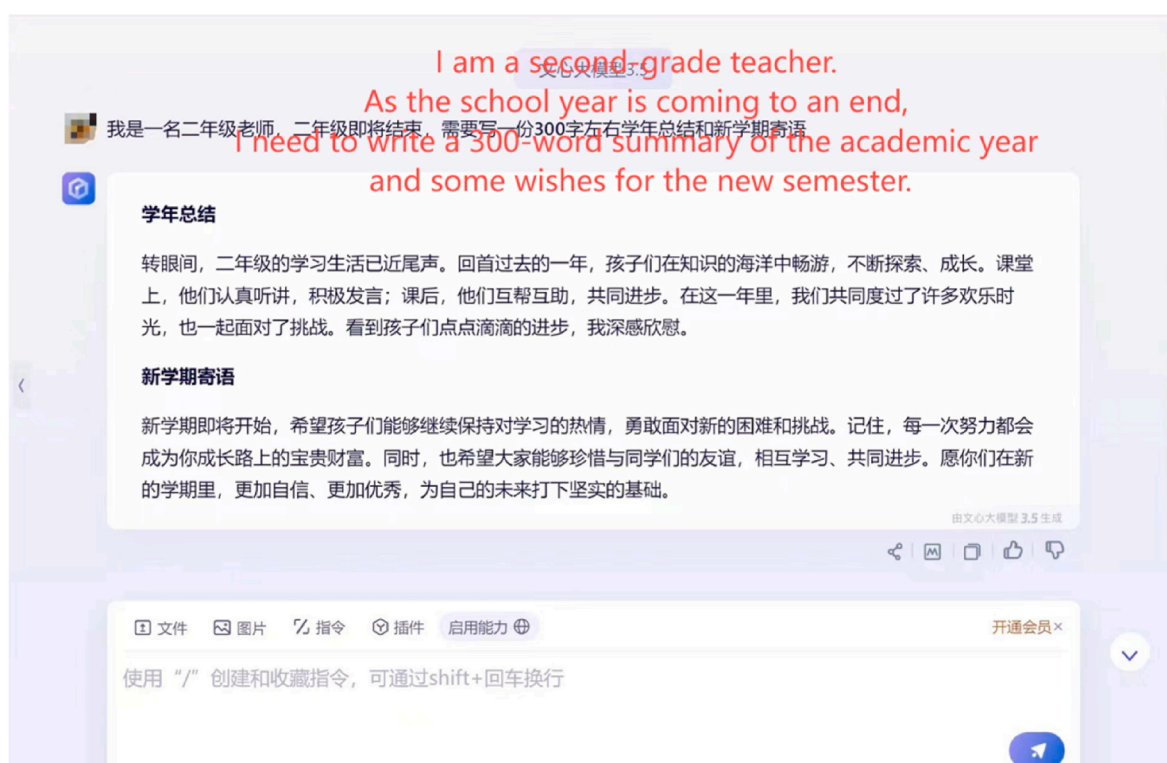 文心大模型3.5
I am a second-grade teacher.
As the school year is coming to an end,
我是一名二年级老师，二年级即将结束，需要写一份300字左右学年总结和新学期寄语
I need to write a 300-word summary of the academic year
and some wishes for the new semester.
学年总结
转眼间，二年级的学习生活已近尾声。回首过去的一年，孩子们在知识的海洋中畅游，不断探索、成长。课堂
上，他们认真听讲，积极发言；课后，他们互帮互助，共同进步。在这一年里，我们共同度过了许多欢乐时
光，也一起面对了挑战。看到孩子们点点滴滴的进步，我深感欣慰。
新学期寄语
新学期即将开始，希望孩子们能够继续保持对学习的热情，勇敢面对新的困难和挑战。记住，每一次努力都会
成为你成长路上的宝贵财富。同时，也希望大家能够珍惜与同学们的友谊，相互学习、共同进步。愿你们在新
的学期里，更加自信、更加优秀，为自己的未来打下坚实的基础。
由文心大模型 3.5 生成
文件 图片 指令 插件 启用能力 开通会员×
使用“/”创建和收藏指令，可通过shift+回车换行